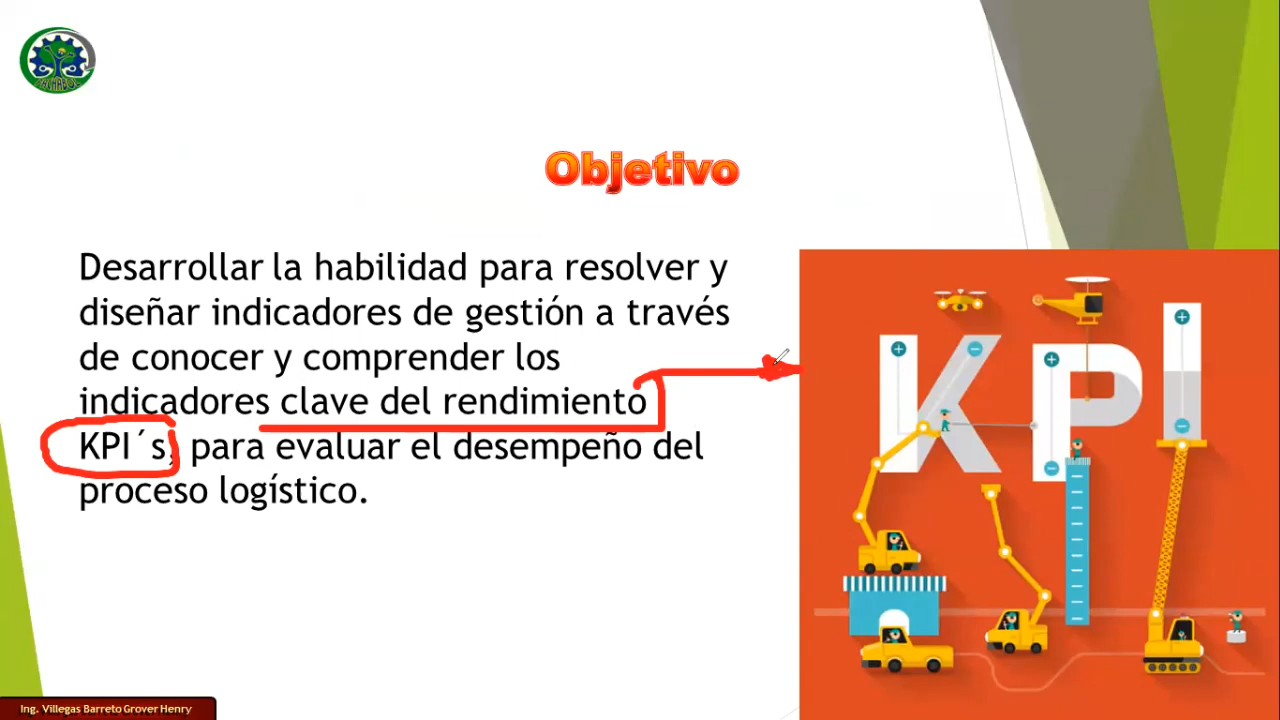 Objetivo
Desarrollar la habilidad para resolver y
diseñar indicadores de gestión a través
de conocer y comprender los
indicadores clave del rendimiento
KPI´s, para evaluar el desempeño del
proceso logístico.
KPI
Ing. Villegas Barreto Grover Henry